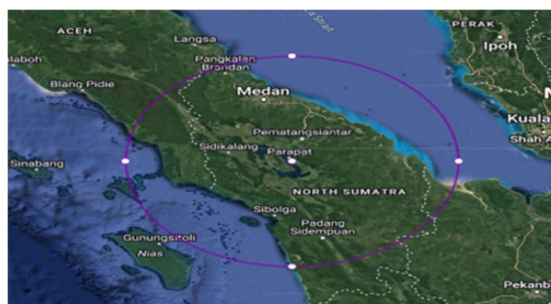 ACEH
Langsa
a Strait
PERAK
Ipoh
Pangkalan
Brandan
Blang Pidie
Medan
Kuala
Shah A
Pematangsiantar
Sidikalang
Parapat
Sinabang
NORTH SUMATRA
Sibolga
Padang
Sidempuan
Gunungsitoli
Nias
Pekanb